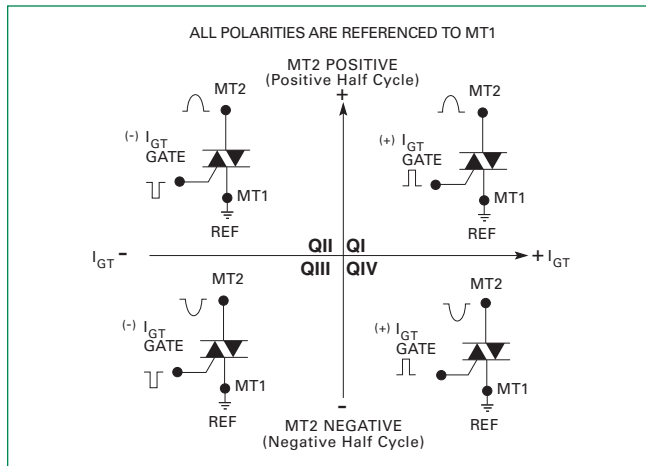 ALL POLARITIES ARE REFERENCED TO MT1
MT2 POSITIVE
(Positive Half Cycle)
+
MT2
(-) IGT
GATE
MT1
REF
MT2
(+) IGT
GATE
MT1
REF
QII QI
IGT -
+ IGT
QIII QIV
MT2
(-) IGT
GATE
MT1
REF
MT2
(+) IGT
GATE
MT1
REF
-
MT2 NEGATIVE
(Negative Half Cycle)